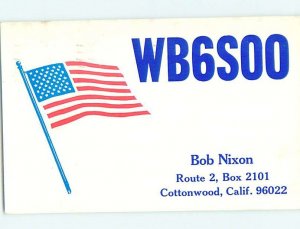 WB6SOO
Bob Nixon
Route 2, Box 2101
Cottonwood, Calif. 96022